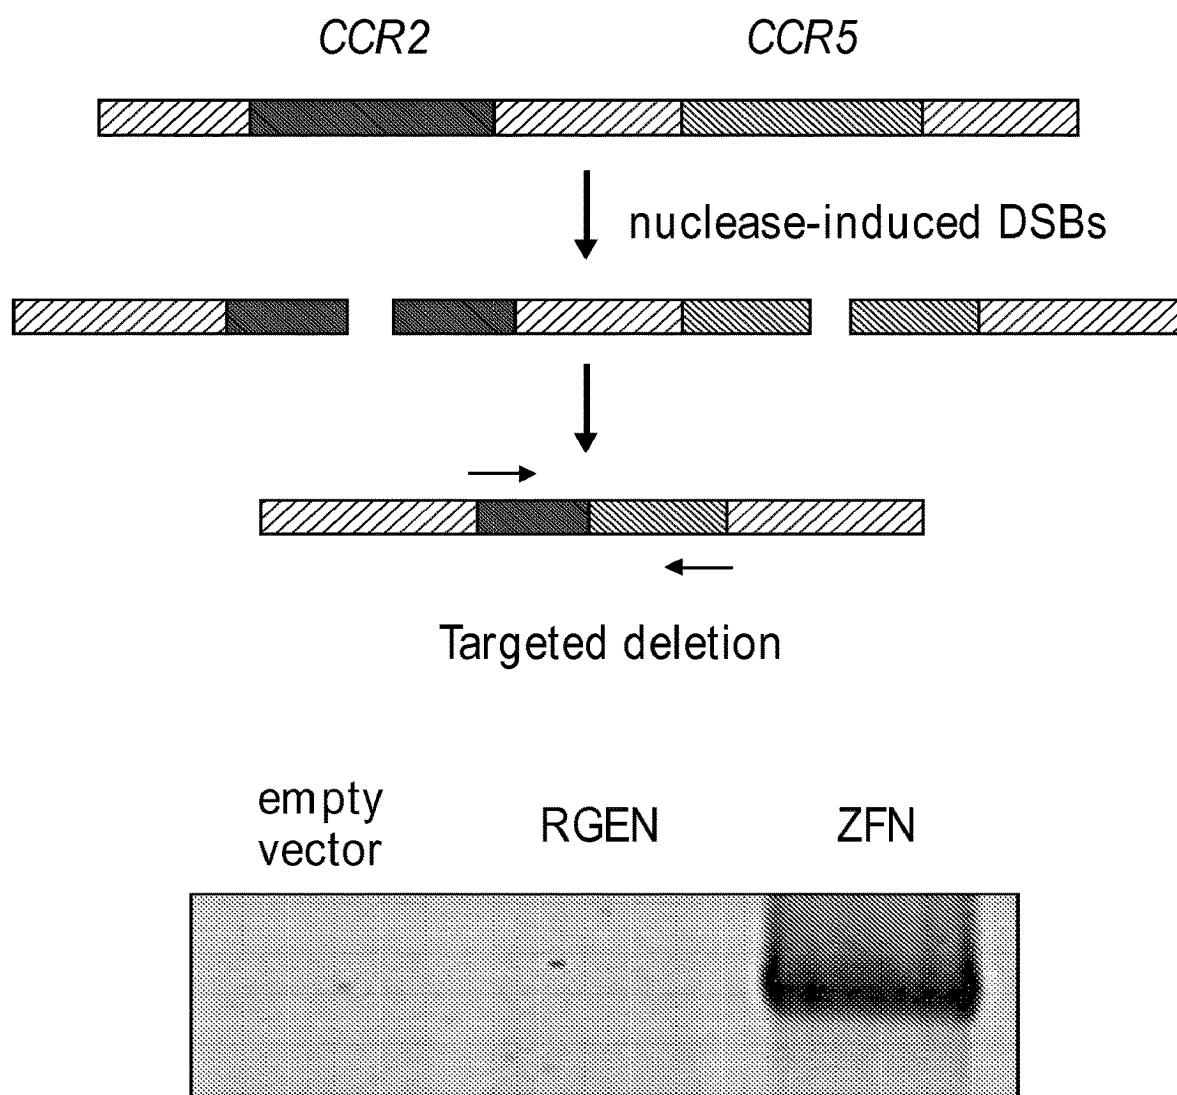 CCR2 CCR5
nuclease-induced DSBs
Targeted deletion
empty
vector
RGEN
ZFN